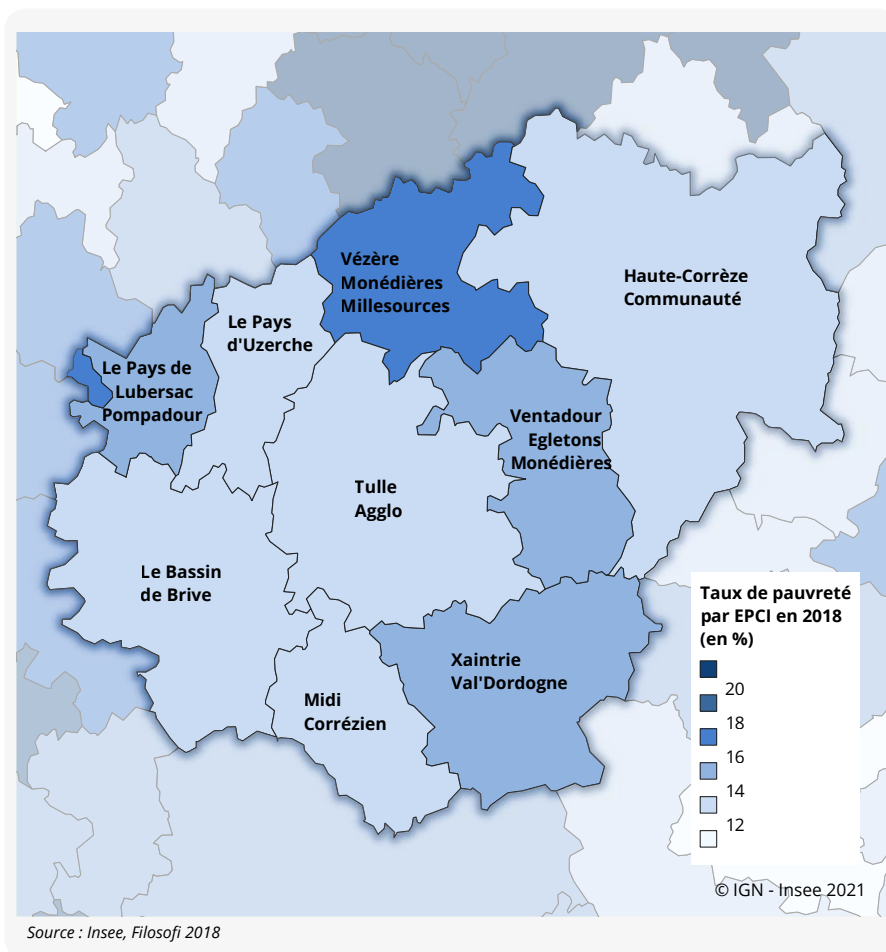 Vézère
Monédières
Millesources
Haute-Corrèze
Communauté
Le Pays
d'Uzerche
Le Pays de
Lubersac
Pompadour
Ventadour
Egletons
Monédières
Tulle
Agglo
Le Bassin
de Brive
Xaintrie
Val'Dordogne
Midi
Corrézien
Taux de pauvreté
par EPCI en 2018
(en %)
20
18
16
14
12
© IGN - Insee 2021
Source : Insee, Filosofi 2018